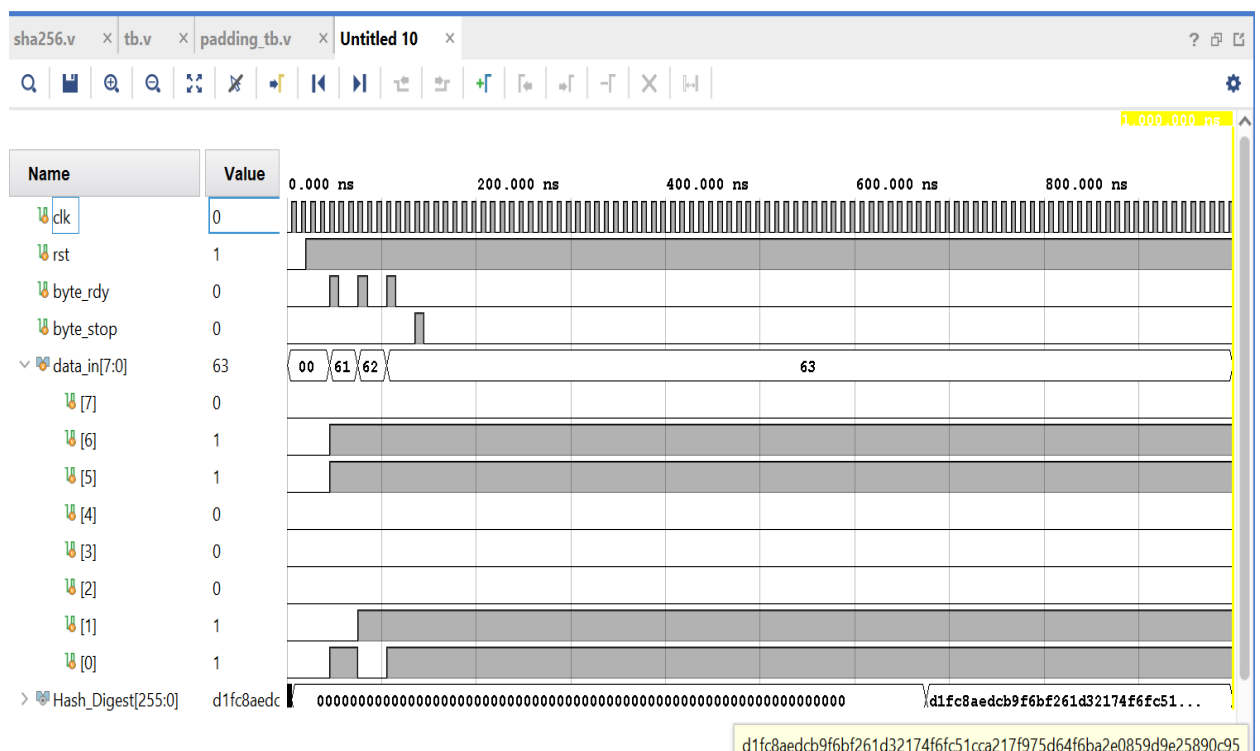 sha256.v × tb.v × padding_tb.v × Untitled 10 × ?
1,000.000 ns
Name Value 0.000 ns 200.000 ns 400.000 ns 600.000 ns 800.000 ns
clk 0
rst 1
byte_rdy 0
byte_stop 0
data_in[7:0] 63 00 61 62 63
[7] 0
[6] 1
[5] 1
[4] 0
[3] 0
[2] 0
[1] 1
[0] 1
Hash_Digest[255:0] d1fc8aedc 0000000000000000000000000000000000000000000000000000000000000000 d1fc8aedcb9f6bf261d32174f6fc51...
d1fc8aedcb9f6bf261d32174f6fc51cca217f975d64f6ba2e0859d9e25890c95